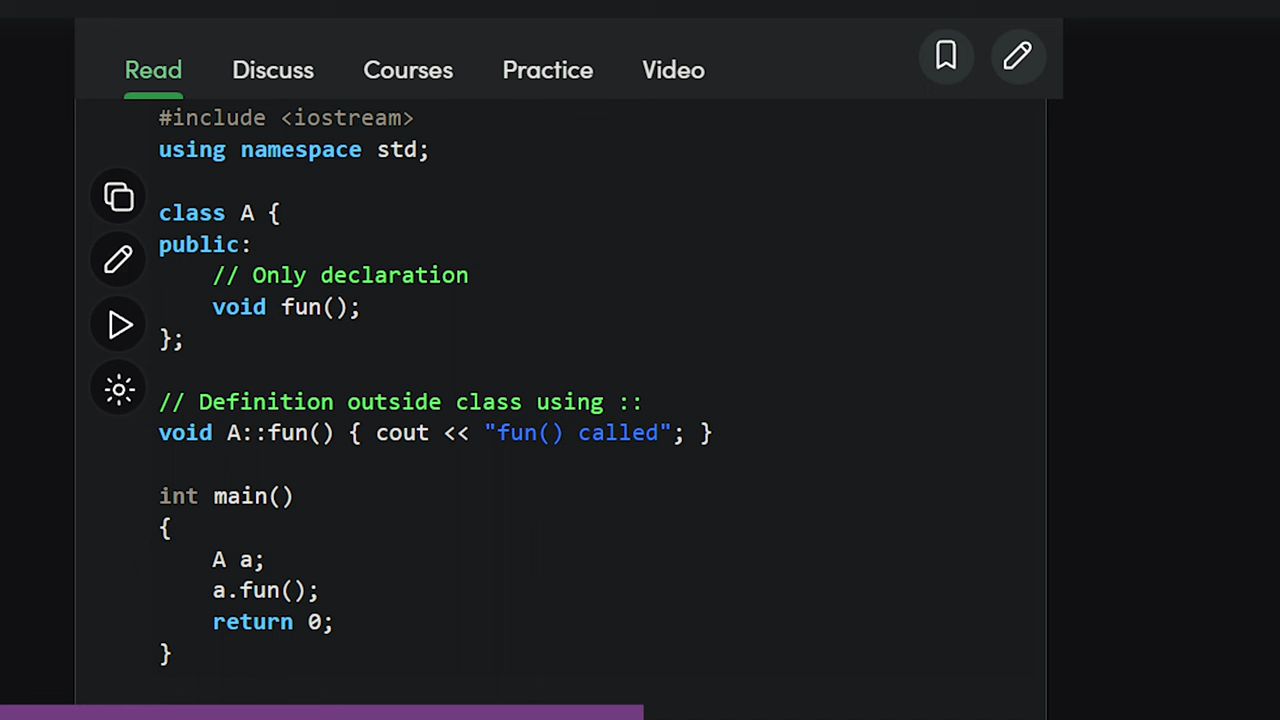 Read Discuss Courses Practice Video
#include <iostream>
using namespace std;
class A {
public:
// Only declaration
void fun();
};
// Definition outside class using ::
void A::fun() { cout << "fun() called"; }
int main()
{
A a;
a.fun();
return 0;
}